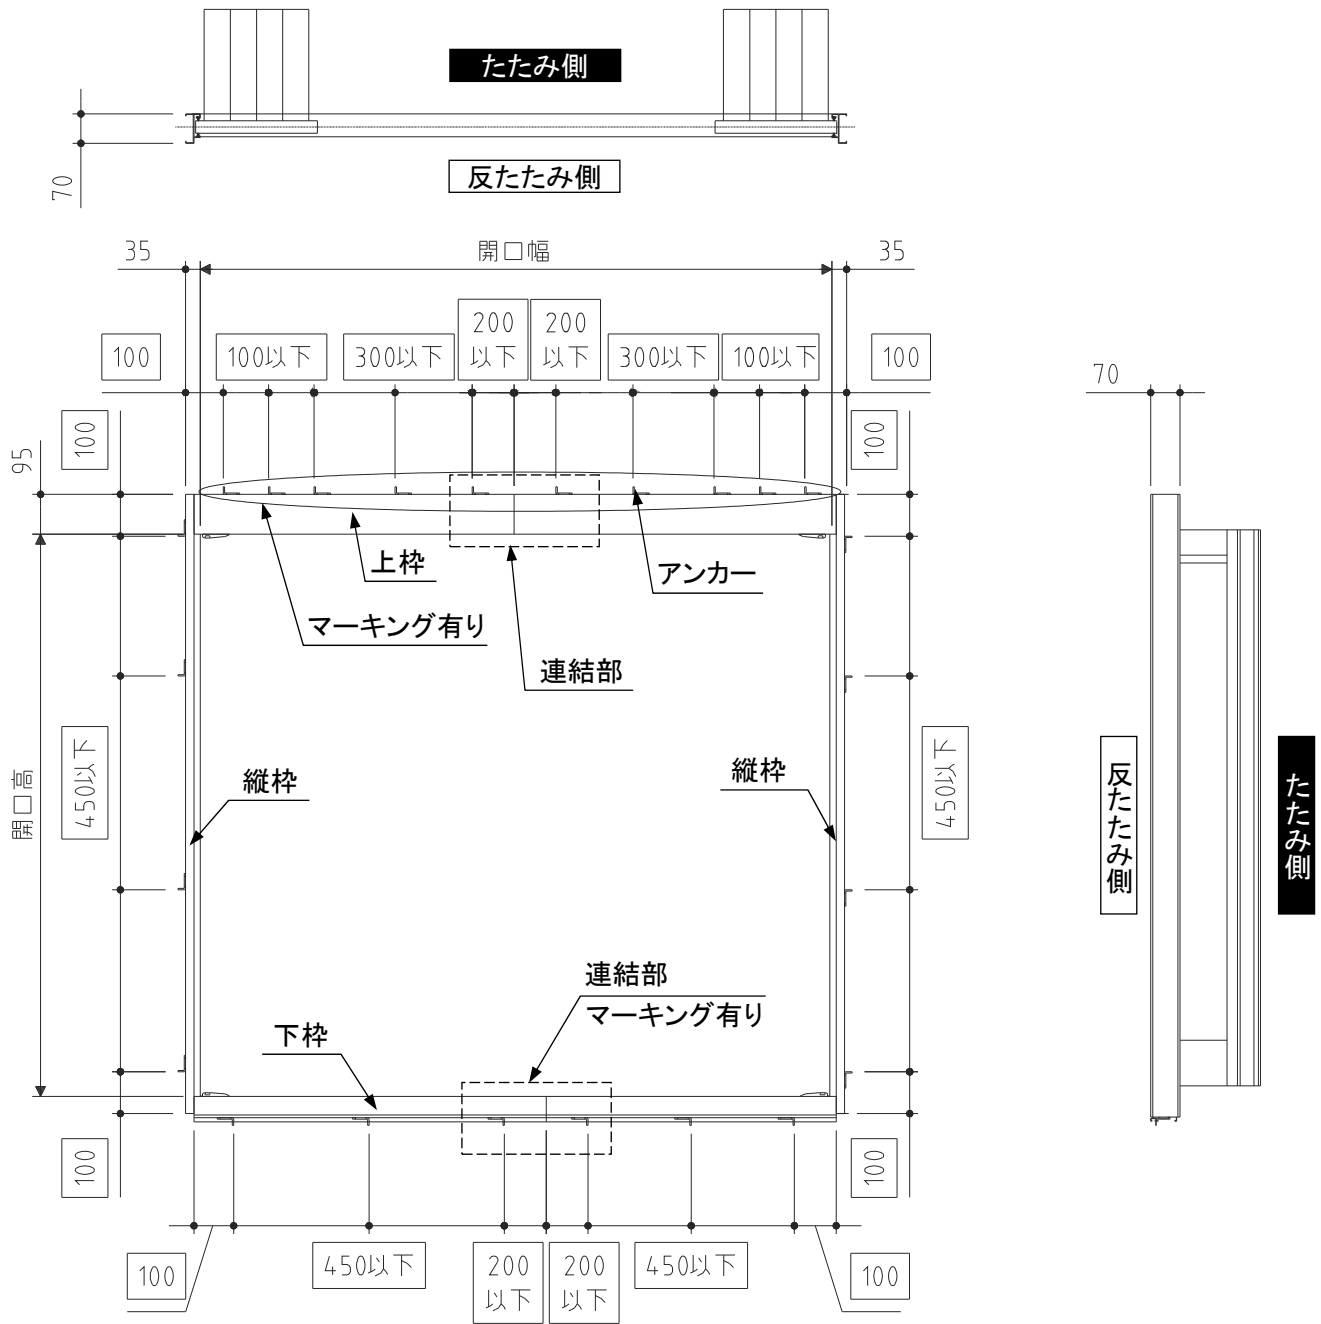 たたみ側
反たたみ側
70
35
開口幅
35
100
100以下
300以下
200
以下
200
以下
300以下
100以下
100
70
95
100
100
上枠
アンカー
マーキング有り
連結部
開口高
450以下
縦枠
縦枠
450以下
反たたみ側
たたみ側
連結部
マーキング有り
下枠
100
100
100
450以下
200
以下
200
以下
450以下
100